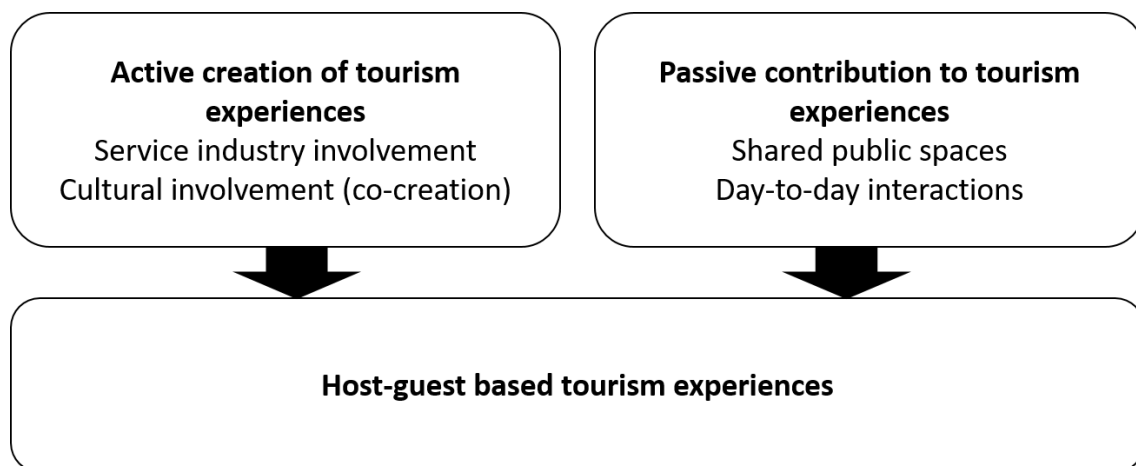 Active creation of tourism
experiences
Service industry involvement
Cultural involvement (co-creation)
Passive contribution to tourism
experiences
Shared public spaces
Day-to-day interactions
Host-guest based tourism experiences